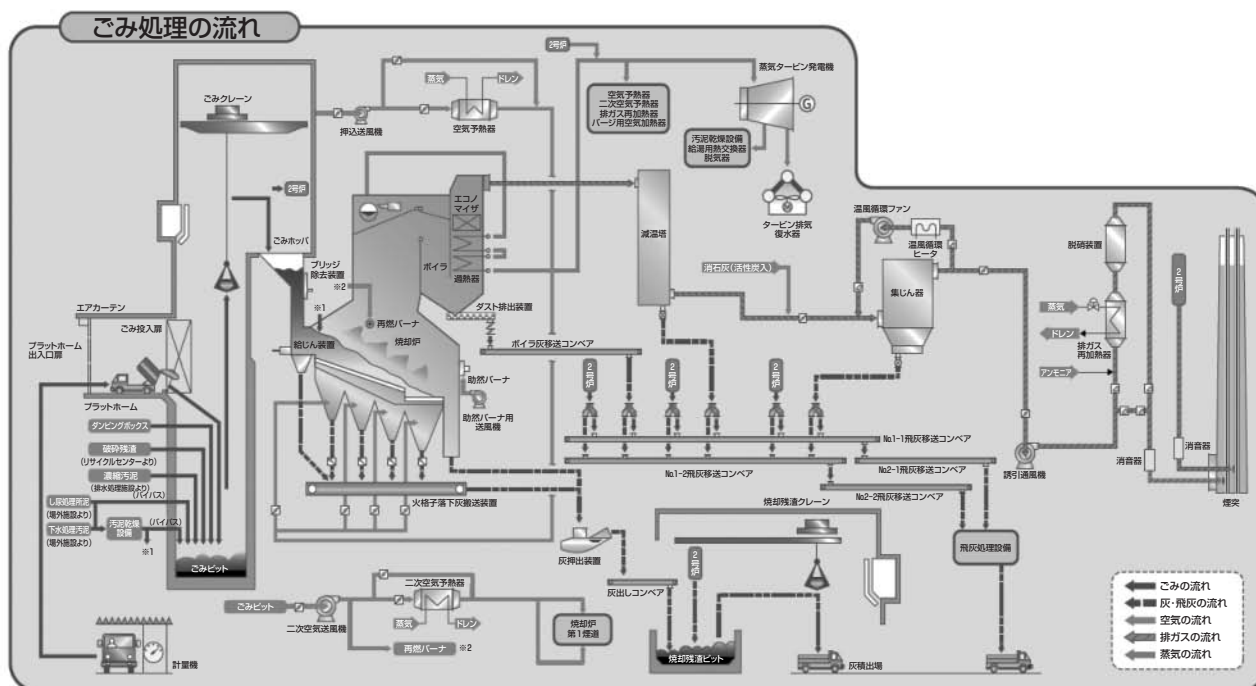 ごみ処理の流れ
ごみクレーン
2号炉
ごみホッパ
ブリッジ
除去装置
※1
給じん装置
エアカーテン
ごみ投入扉
プラットホーム
出入口扉
プラットホーム
ダンピングボックス
破砕残渣
(リサイクルセンターより)
濃縮汚泥
(排水処理施設より)
し尿処理所泥
(場外施設より)
(バイパス)
下水処理汚泥
(場外施設より)
汚泥乾燥
設備
(バイパス)
※1
ごみピット
計量機
押込送風機
蒸気
ドレン
空気予熱器
2号炉
空気予熱器
二次空気予熱器
排ガス再加熱器
パージ用空気加熱器
蒸気タービン発電機
G
汚泥乾燥設備
給湯用熱交換器
脱気器
M
タービン排気
復水器
エコノ
マイザ
ボイラ
過熱器
※2
再燃バーナ
焼却炉
ダスト排出装置
ボイラ灰移送コンベア
助燃バーナ
助燃バーナ用
送風機
火格子落下灰搬送装置
減温塔
消石灰(活性炭入)
温風循環ファン
温風循環
ヒータ
集じん器
2号炉
2号炉
2号炉
No1-1飛灰移送コンベア
No1-2飛灰移送コンベア
No2-1飛灰移送コンベア
No2-2飛灰移送コンベア
脱硝装置
蒸気
ドレン
排ガス
再加熱器
アンモニア
誘引通風機
消音器
消音器
2号炉
煙突
灰押出装置
灰出しコンベア
焼却残渣クレーン
2号炉
焼却残渣ピット
灰積出場
飛灰処理設備
ごみピット
二次空気送風機
二次空気予熱器
蒸気
ドレン
再燃バーナ
※2
焼却炉
第1煙道
ごみの流れ
灰・飛灰の流れ
空気の流れ
排ガスの流れ
蒸気の流れ